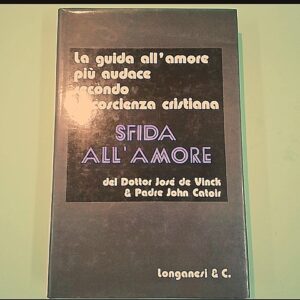 La guida all'amore
più audace
secondo
coscienza cristiana
SFIDA
ALL'AMORE
del Dottor José de Vinck
& Padre John Catoir
Longanesi & C.